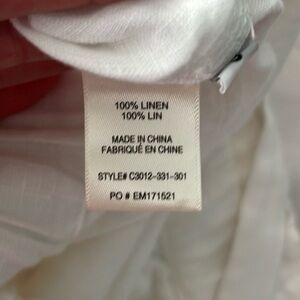 100% LINEN
100% LIN
MADE IN CHINA
FABRIQUÉ EN CHINE
STYLE# C3012-331-301
PO # EM171521